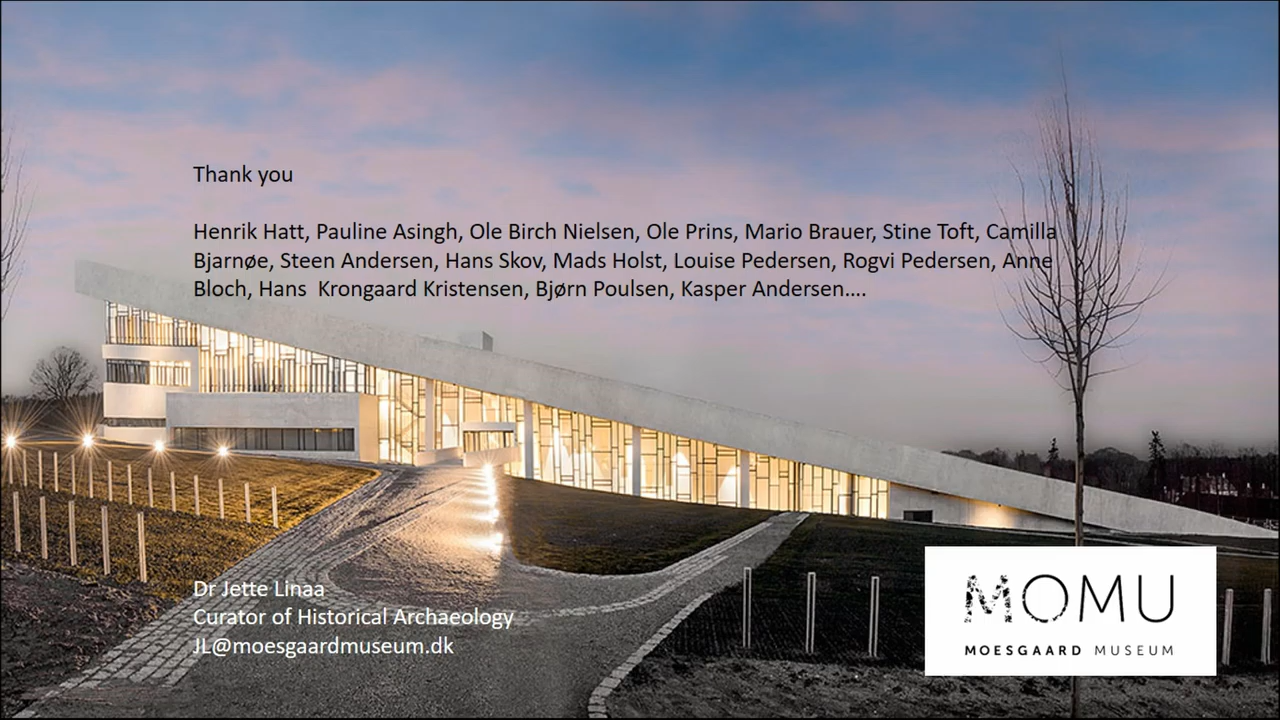 Thank you
Henrik Hatt, Pauline Asingh, Ole Birch Nielsen, Ole Prins, Mario Brauer, Stine Toft, Camilla
Bjarnøe, Steen Andersen, Hans Skov, Mads Holst, Louise Pedersen, Rogvi Pedersen, Anne
Bloch, Hans  Krongaard Kristensen, Bjørn Poulsen, Kasper Andersen....
Dr Jette Linaa
Curator of Historical Archaeology
JL@moesgaardmuseum.dk
MOMU
MOESGAARD MUSEUM